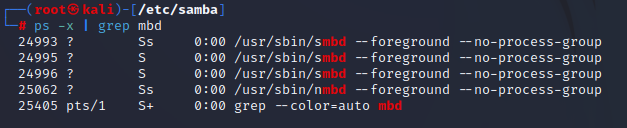 ┌──(root㉿kali)-[/etc/samba]
└─# ps -x | grep mbd
24993 ? Ss 0:00 /usr/sbin/smbd --foreground --no-process-group
24995 ? S 0:00 /usr/sbin/smbd --foreground --no-process-group
24996 ? S 0:00 /usr/sbin/smbd --foreground --no-process-group
25062 ? Ss 0:00 /usr/sbin/nmbd --foreground --no-process-group
25405 pts/1 S+ 0:00 grep --color=auto mbd